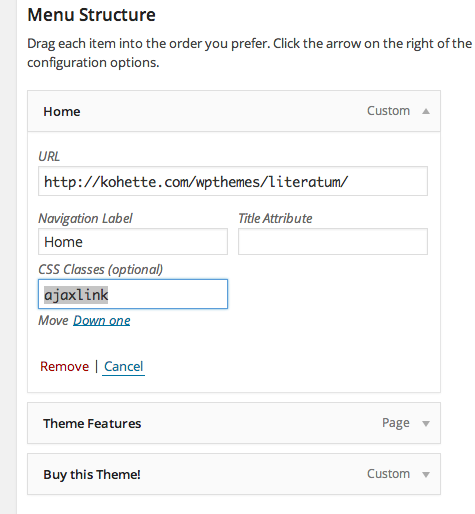 Menu Structure
Drag each item into the order you prefer. Click the arrow on the right of the
configuration options.
Home Custom
URL
http://kohette.com/wpthemes/literatum/
Navigation Label Title Attribute
Home
CSS Classes (optional)
ajaxlink
Move Down one
Remove | Cancel
Theme Features Page
Buy this Theme! Custom